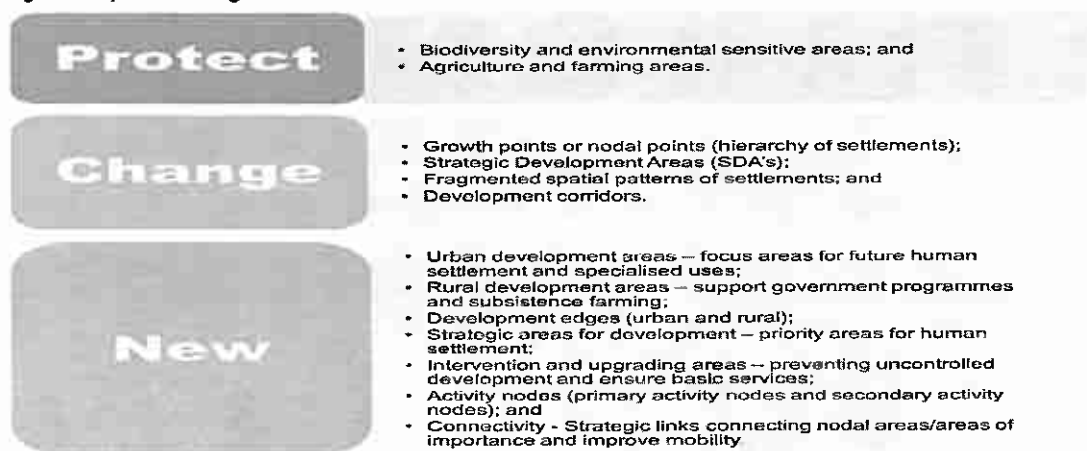 Protect
• Biodiversity and environmental sensitive areas; and
• Agriculture and farming areas.
Change
• Growth points or nodal points (hierarchy of settlements);
• Strategic Development Areas (SDA's);
• Fragmented spatial patterns of settlements; and
• Development corridors.
New
• Urban development areas – focus areas for future human
settlement and specialised uses;
• Rural development areas – support government programmes
and subsistence farming;
• Development edges (urban and rural);
• Strategic areas for development – priority areas for human
settlement;
• Intervention and upgrading areas – preventing uncontrolled
development and ensure basic services;
• Activity nodes (primary activity nodes and secondary activity
nodes); and
• Connectivity - Strategic links connecting nodal areas/areas of
importance and improve mobility